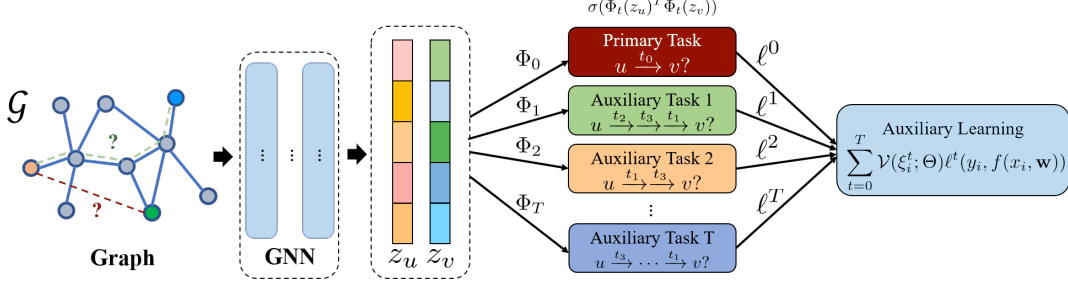 σ(Φ_t(z_u)^T Φ_t(z_v))
𝒢
?
?
Graph
...
...
GNN
z_u z_v
Φ_0
Φ_1
Φ_2
Φ_T
Primary Task
u →^{t_0} v?
Auxiliary Task 1
u →^{t_2} →^{t_3} →^{t_1} v?
Auxiliary Task 2
u →^{t_1} →^{t_3} v?
⋮
Auxiliary Task T
u →^{t_3} ⋯ →^{t_1} v?
ℓ^0
ℓ^1
ℓ^2
ℓ^T
Auxiliary Learning
∑_{t=0}^{T} 𝒱(ξ_i^t; Θ)ℓ^t(y_i, f(x_i, **w**))